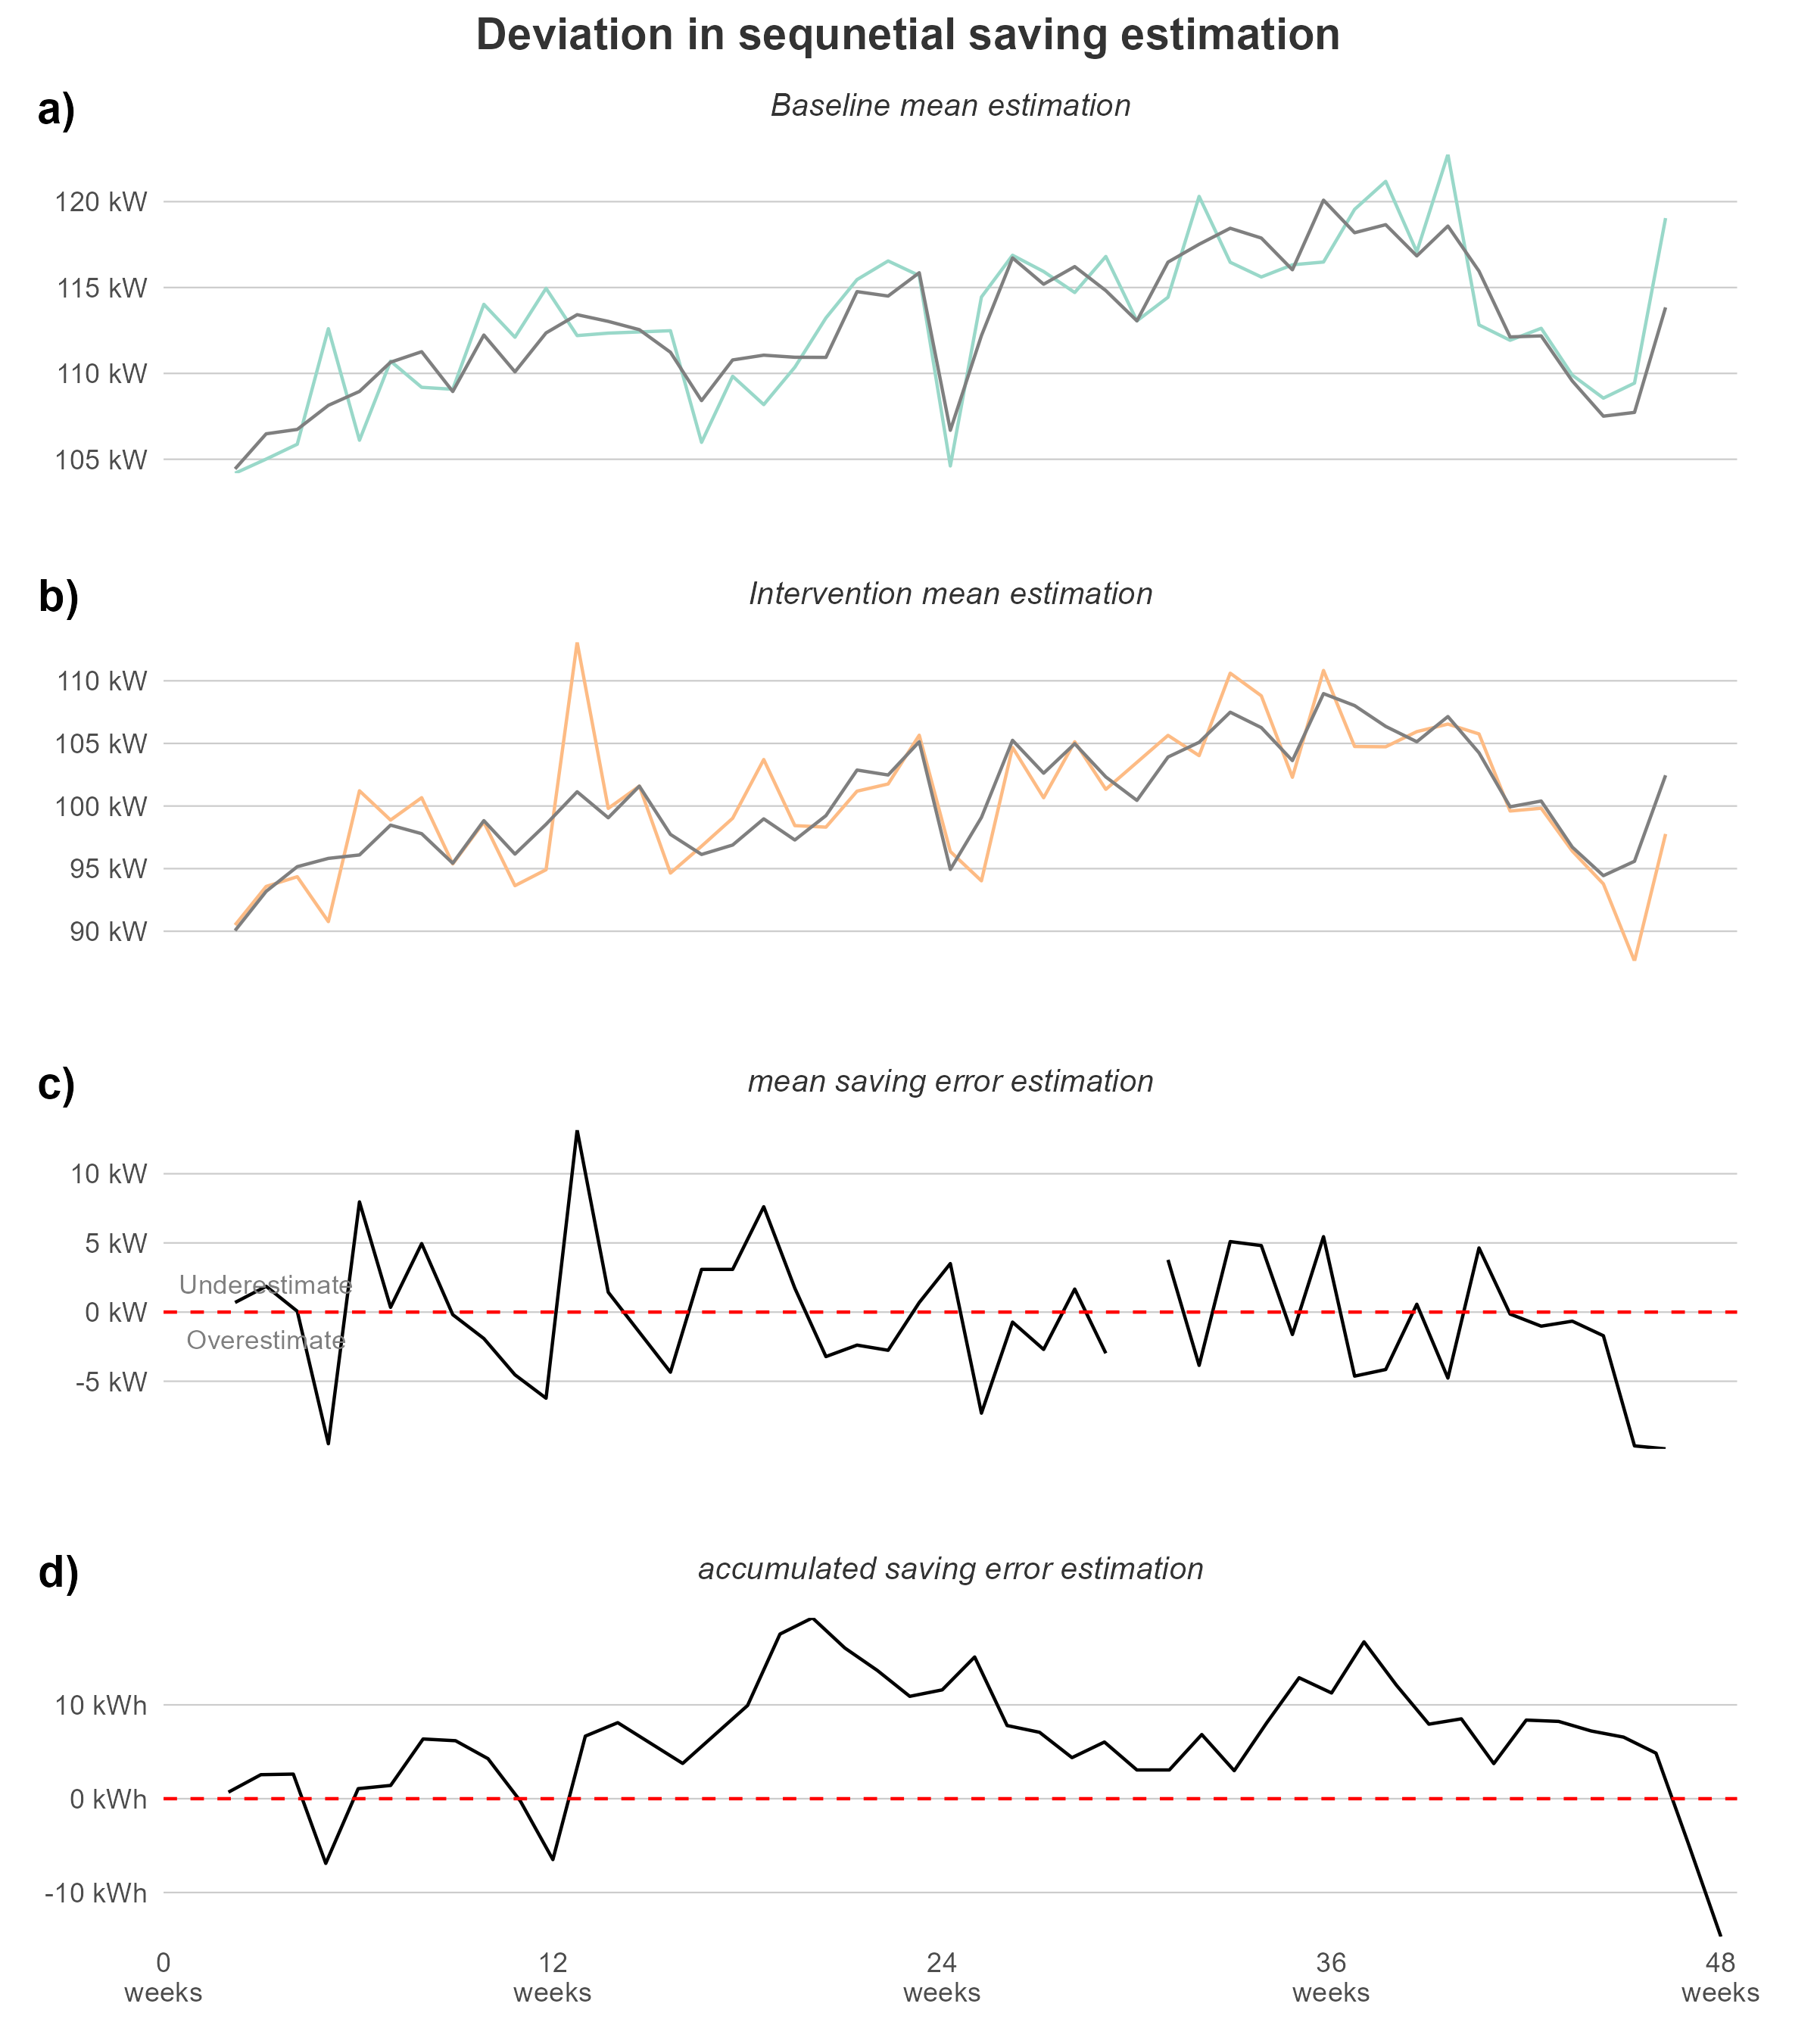 Deviation in sequnetial saving estimation
a)
Baseline mean estimation
120 kW
115 kW
110 kW
105 kW
b)
Intervention mean estimation
110 kW
105 kW
100 kW
95 kW
90 kW
c)
mean saving error estimation
10 kW
5 kW
Underestimate
0 kW
Overestimate
-5 kW
d)
accumulated saving error estimation
10 kWh
0 kWh
-10 kWh
0 12 24 36 48
weeks weeks weeks weeks weeks